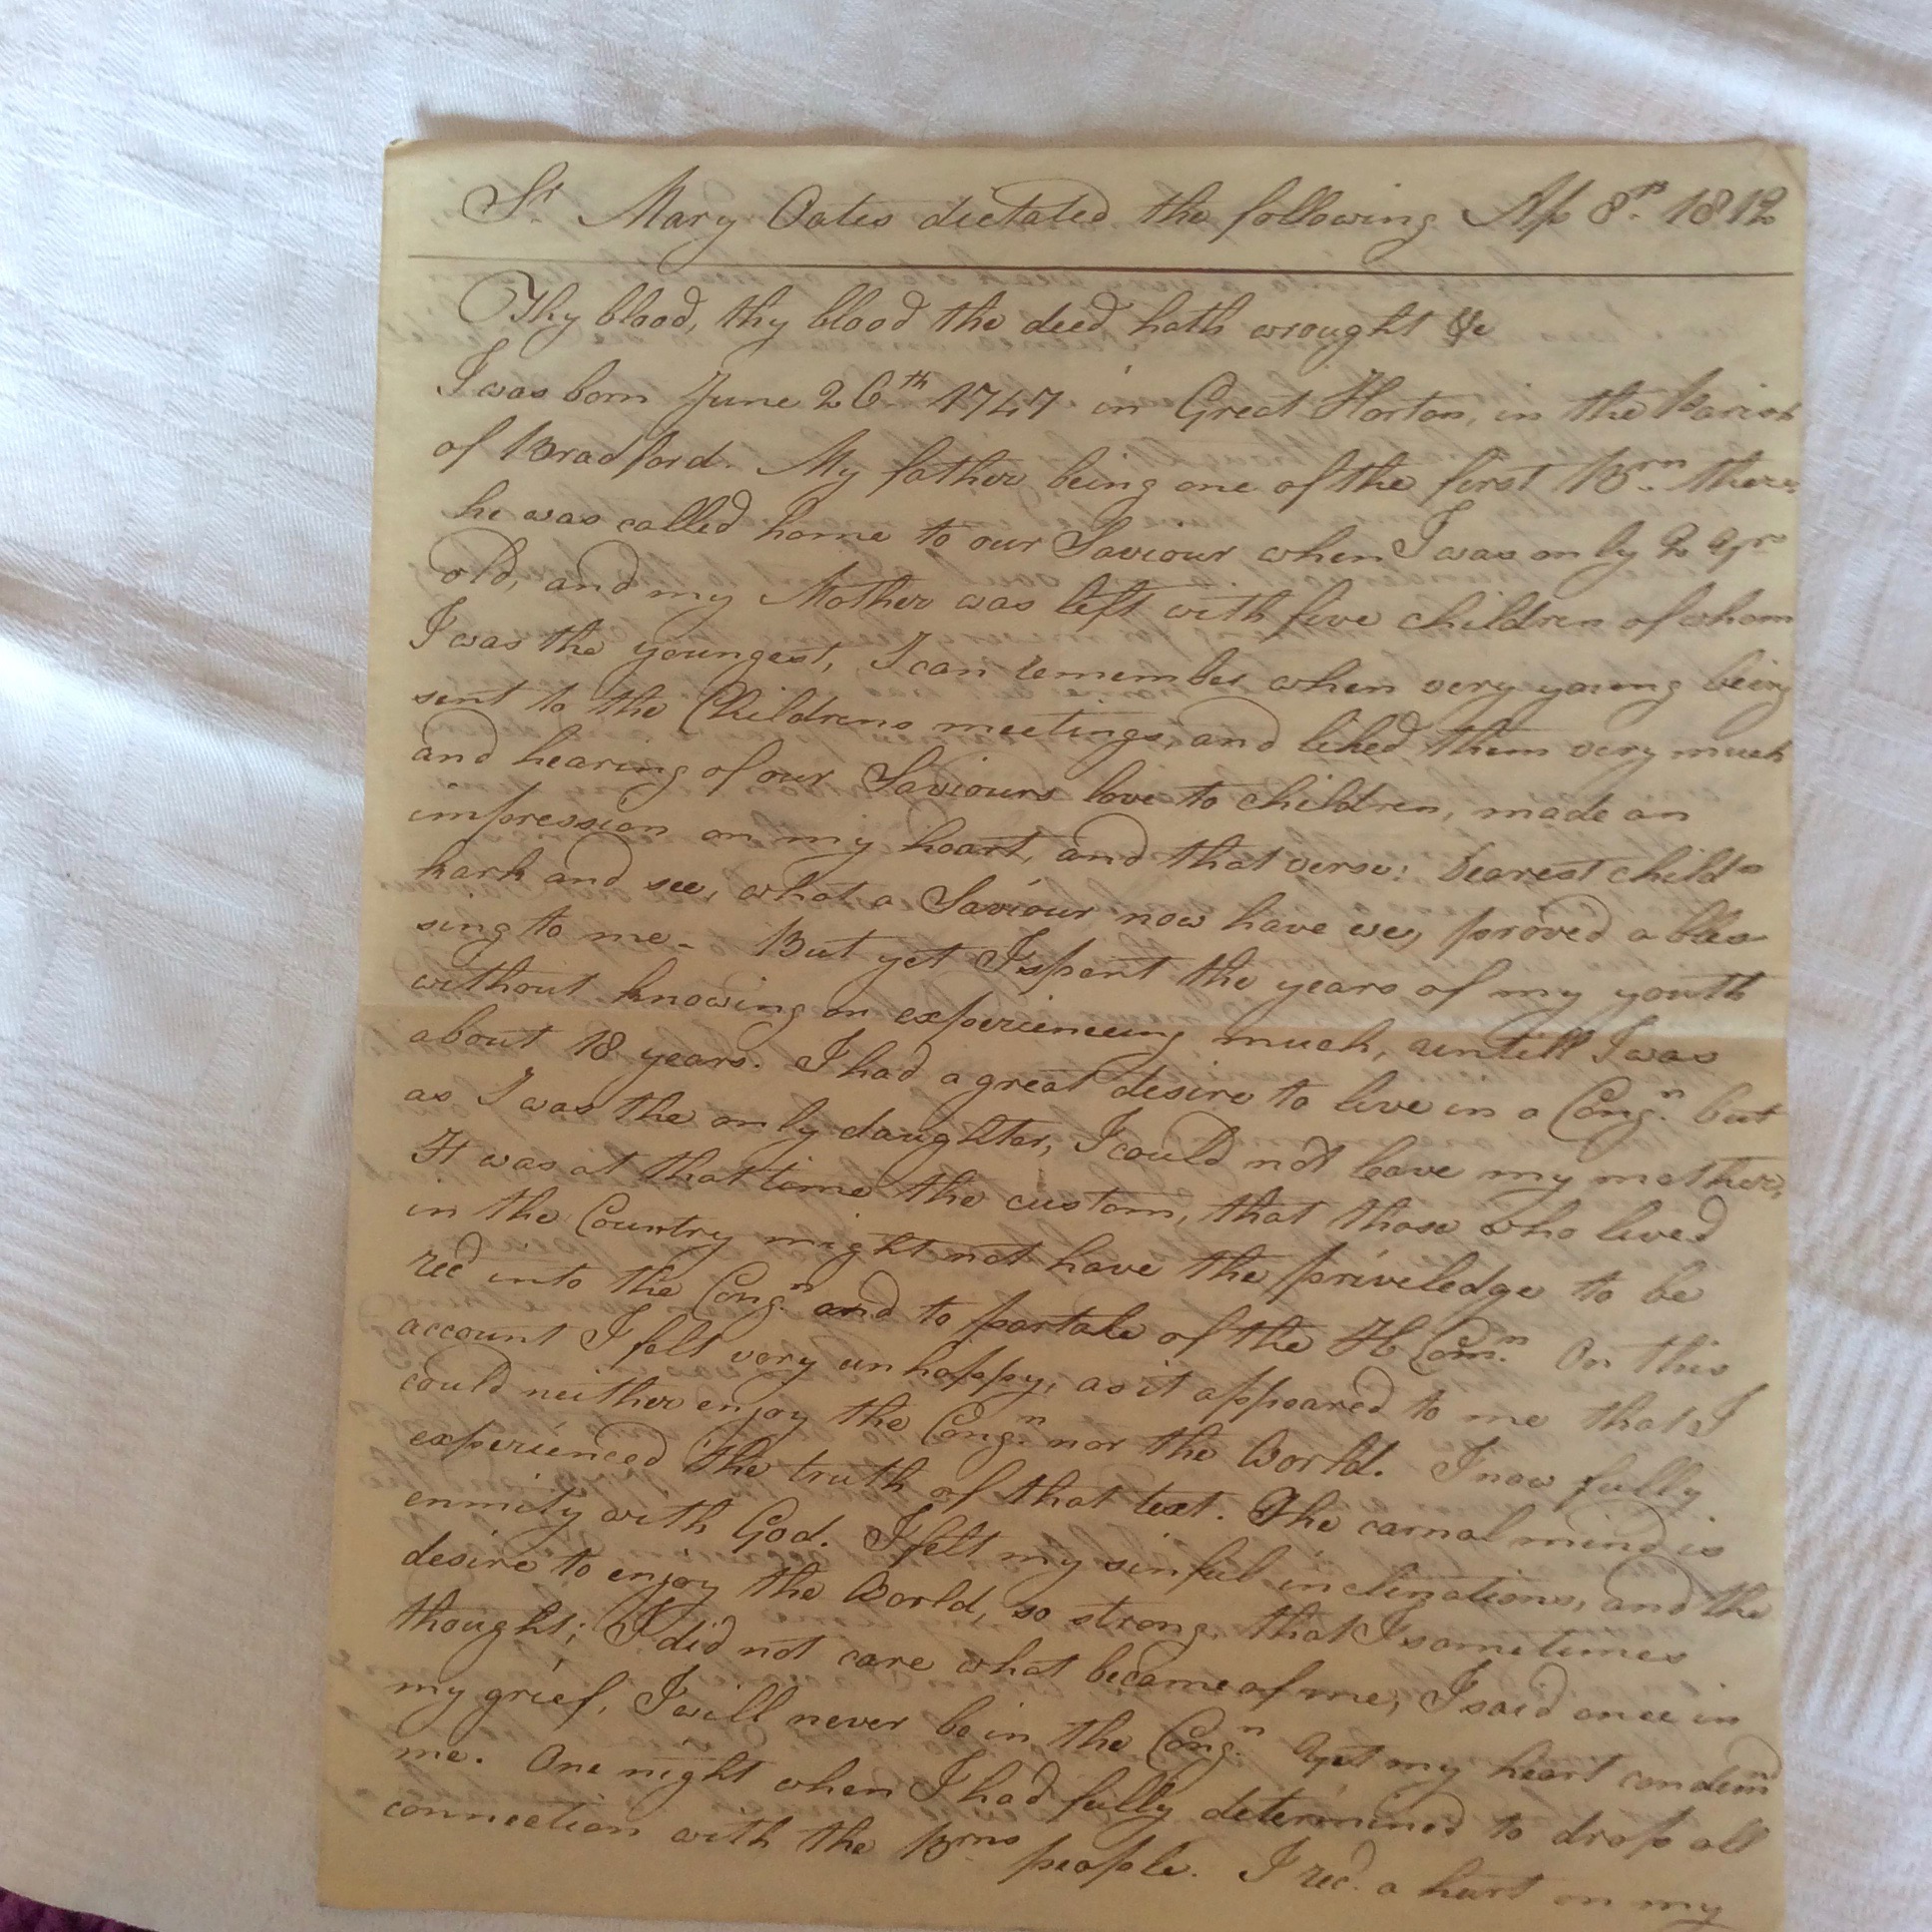 Sr Mary Oates dictated the following Ap 8th 1812
Thy blood, thy blood the deed hath wrought &c
I was born June 26th 1747 in Great Horton, in the Parish
of Bradford. My father being one of the first Brn there
he was called home to our Saviour when I was only 2 yrs
old, and my Mother was left with five children of whom
I was the youngest, I can remember when very young being
sent to the Childrens meetings, and liked them very much
and hearing of our Saviours love to children, made an
impression on my heart, and that verse: Dearest childn
hark and see, what a Saviour now have we, proved a bles-
sing to me - But yet I spent the years of my youth
without knowing or experiencing much, untill I was
about 18 years. I had a great desire to live in a Congn. but
as I was the only daughter, I could not leave my mother,
It was at that time the custom, that those who lived
in the Country might not have the priveledge to be
recd into the Congn. and to partake of the H Comn. On this
account I felt very unhappy, as it appeared to me that I
could neither enjoy the Congn. nor the World. I now fully
experienced the truth of that text. The carnal mind is
enmity with God. I felt my sinful inclinations, and the
desire to enjoy the World, so strong, that I sometimes
thought; I did not care what became of me, I said once in
my grief, I will never be in the Congn. Yet my heart condemd
me. One night when I had fully determined to drop all
connection with the Brns people. I recd. a hurt on my